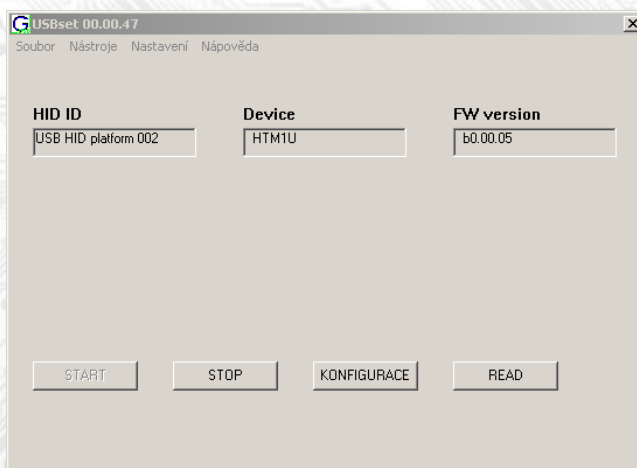 USBset 00.00.47
Soubor Nástroje Nastavení Nápověda
HID ID Device FW version
USB HID platform 002 HTM1U b0.00.05
START STOP KONFIGURACE READ